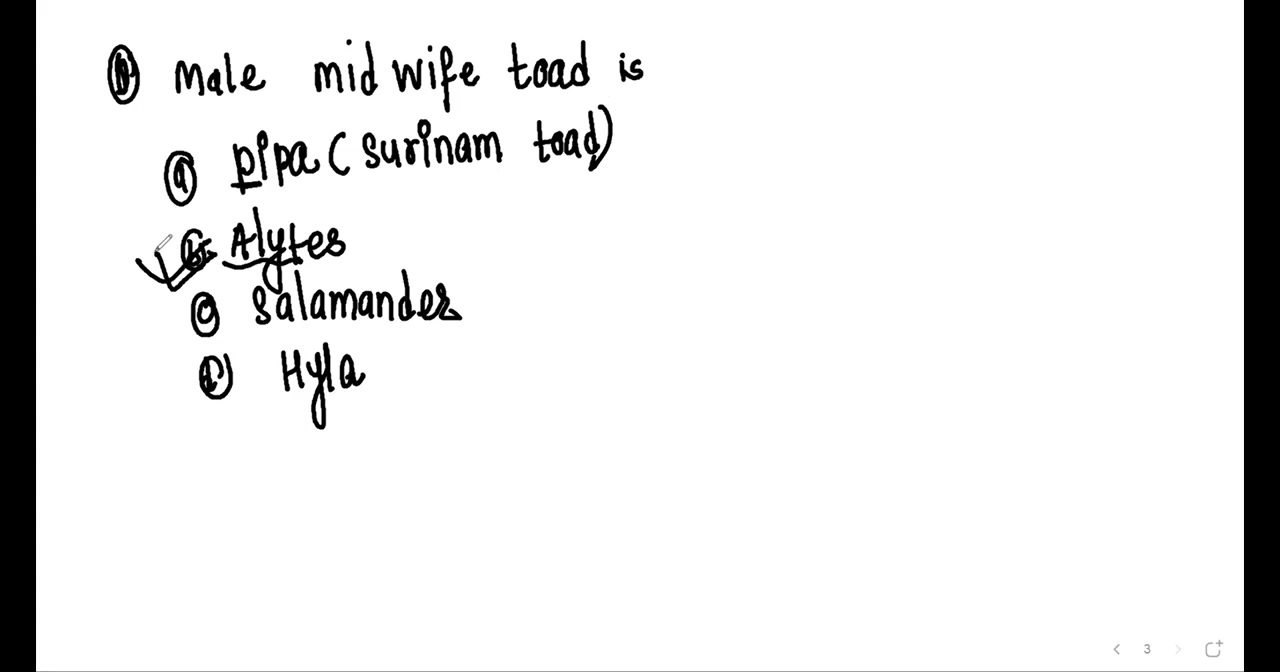 male mid wife toad is
(a) pipa (surinam toad)
(b) Alytes
(c) Salamander
(d) Hyla
3